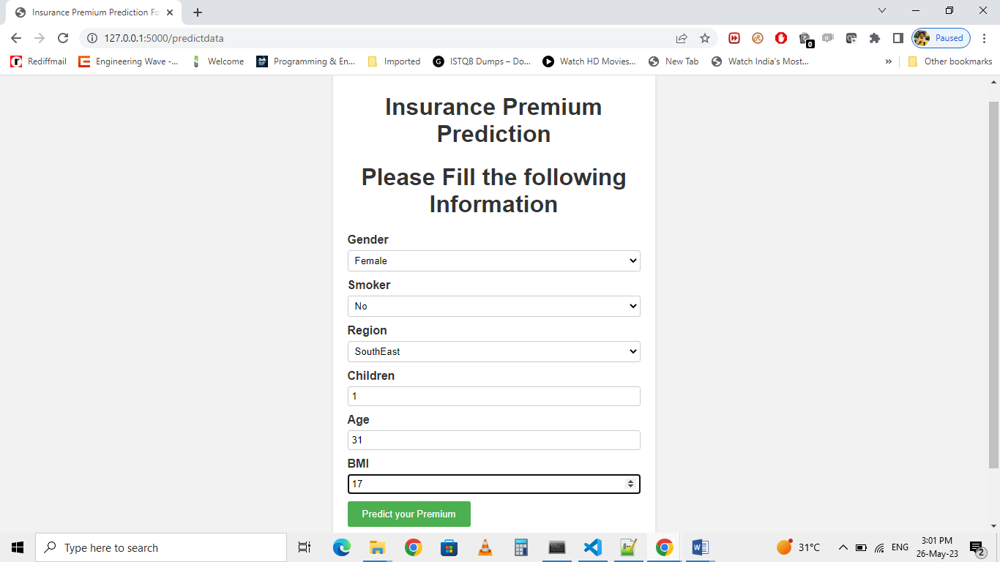 Insurance Premium Prediction Fo
127.0.0.1:5000/predictdata
0
Paused
Rediffmail
Engineering Wave -...
Welcome
SF
Programming & En...
Imported
G
ISTQB Dumps – Do...
Watch HD Movies...
New Tab
Watch India's Most...
»
Other bookmarks
Insurance Premium
Prediction
Please Fill the following
Information
Gender
Female
Smoker
No
Region
SouthEast
Children
1
Age
31
BMI
17
Predict your Premium
Type here to search
31°C
ENG
3:01 PM
26-May-23
2